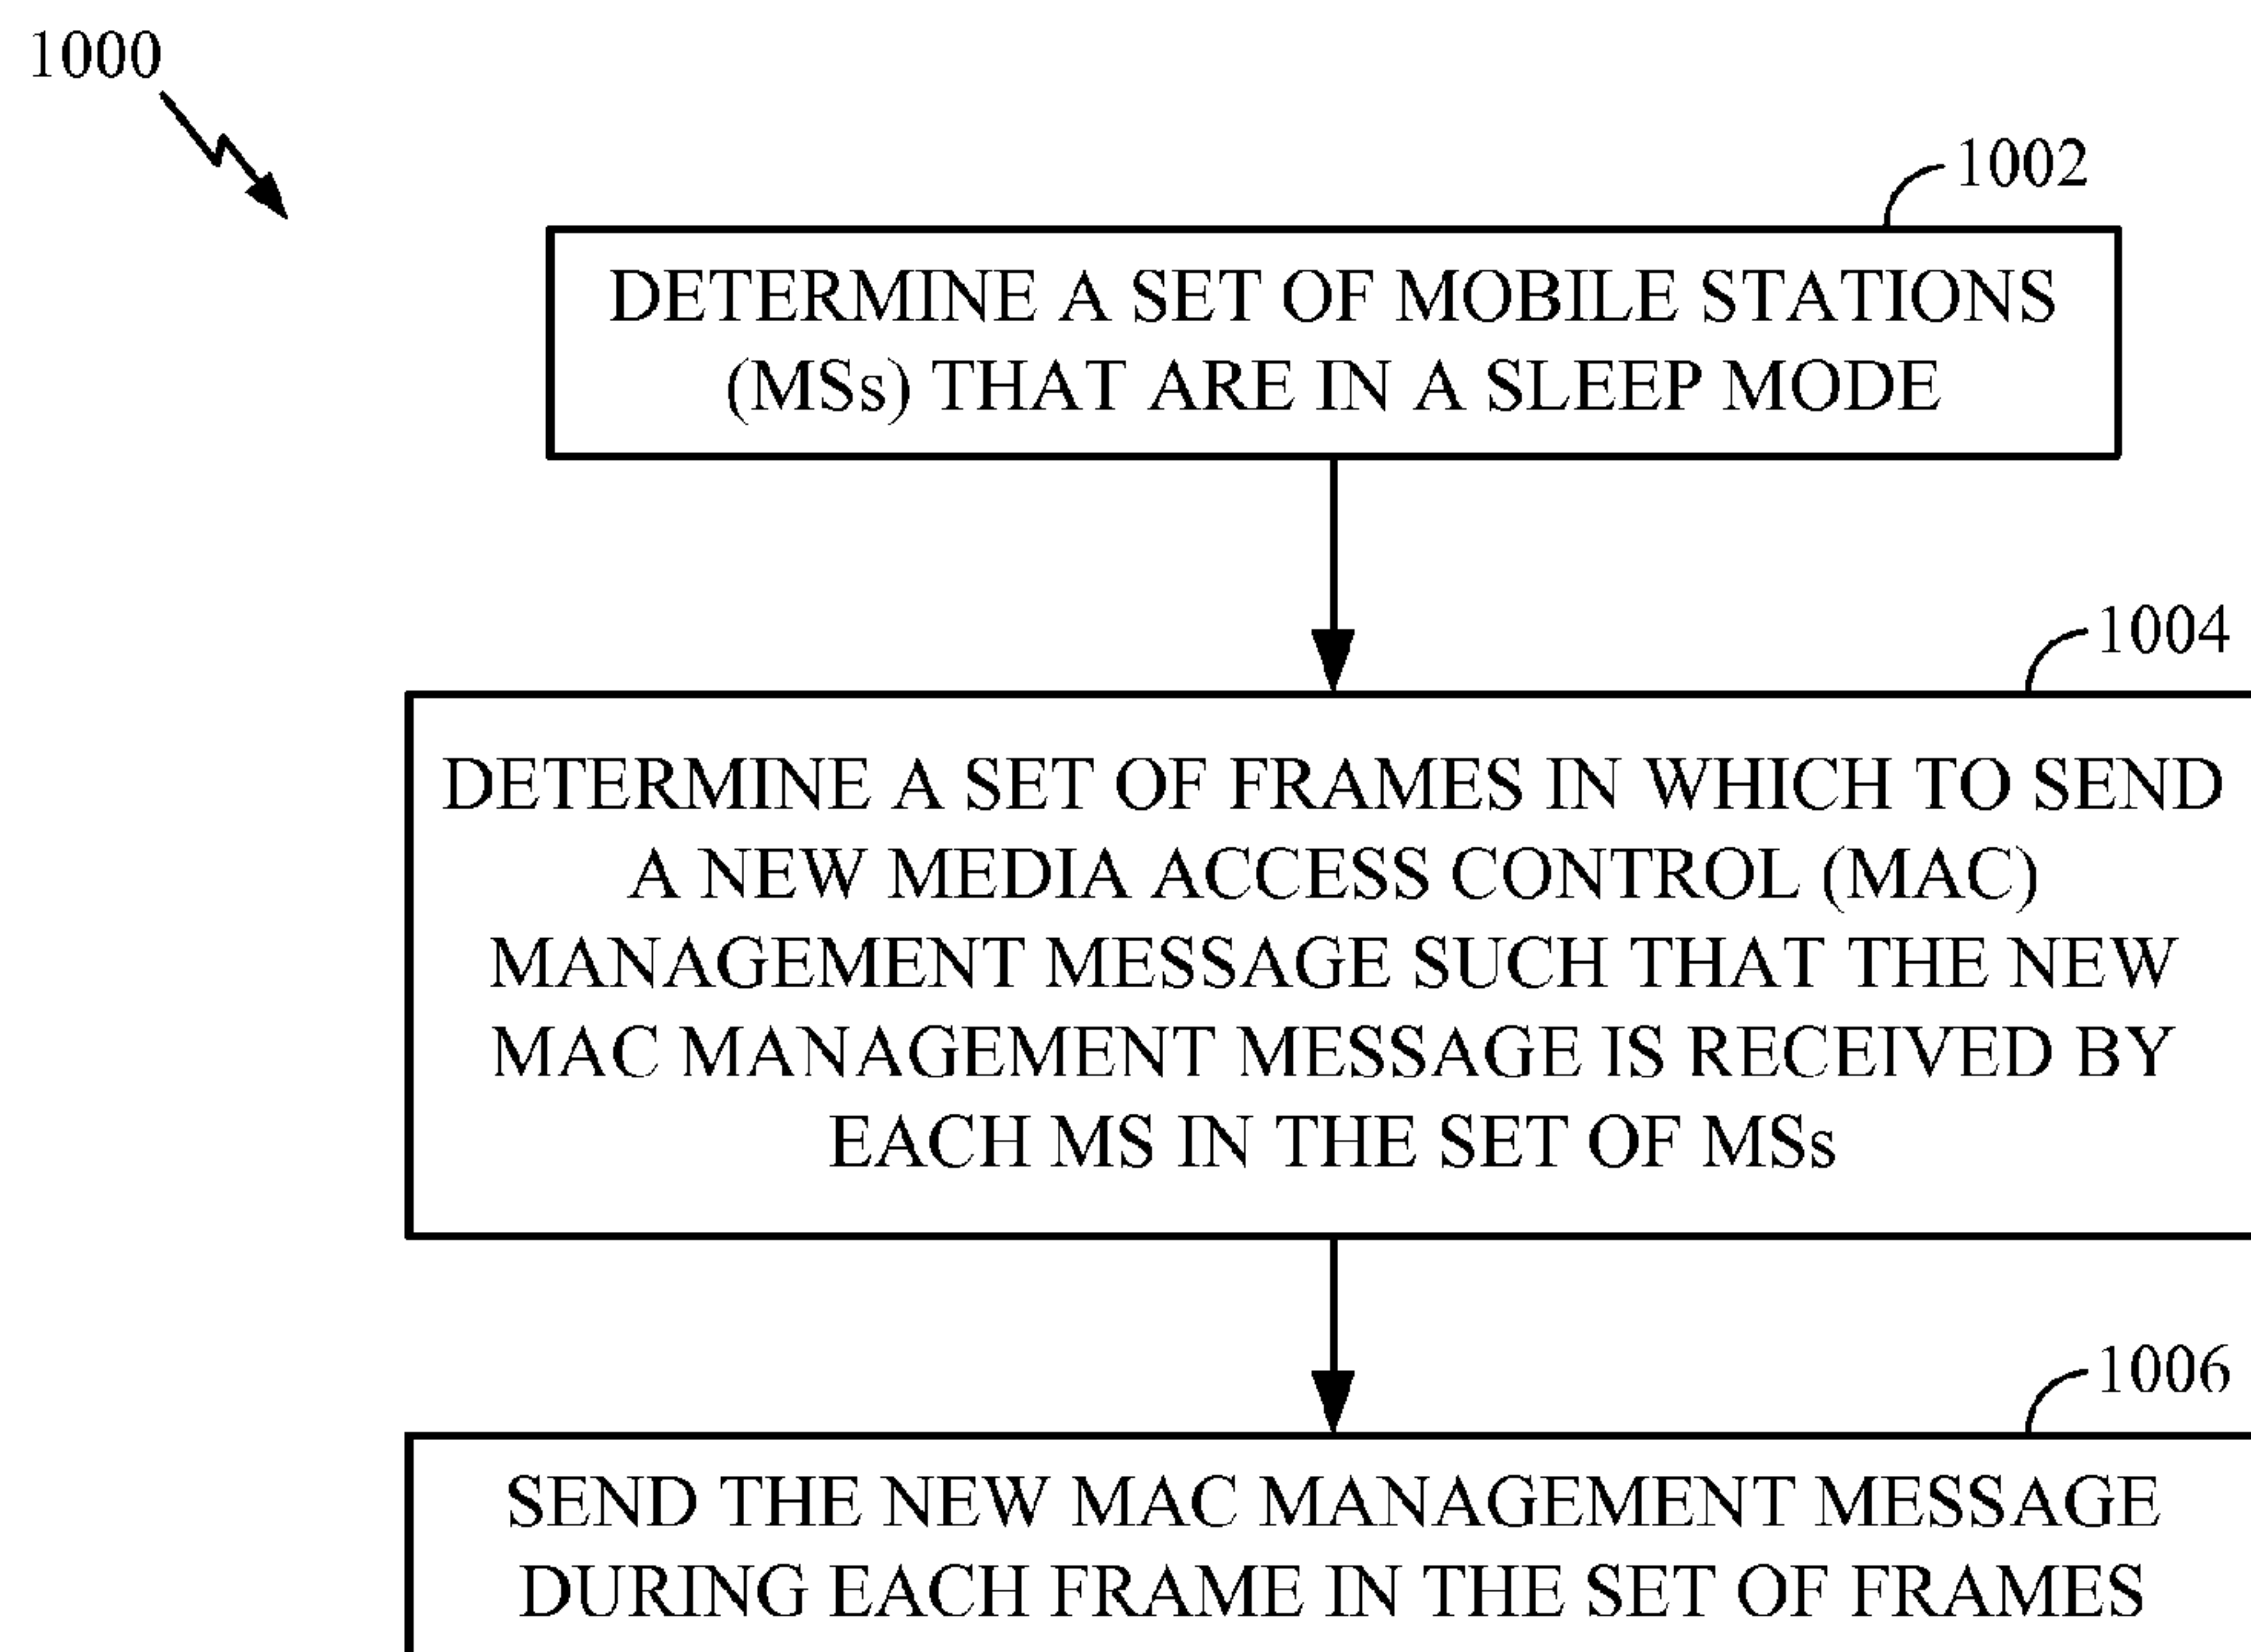 1000
1002
DETERMINE A SET OF MOBILE STATIONS
(MSs) THAT ARE IN A SLEEP MODE
1004
DETERMINE A SET OF FRAMES IN WHICH TO SEND
A NEW MEDIA ACCESS CONTROL (MAC)
MANAGEMENT MESSAGE SUCH THAT THE NEW
MAC MANAGEMENT MESSAGE IS RECEIVED BY
EACH MS IN THE SET OF MSs
1006
SEND THE NEW MAC MANAGEMENT MESSAGE
DURING EACH FRAME IN THE SET OF FRAMES